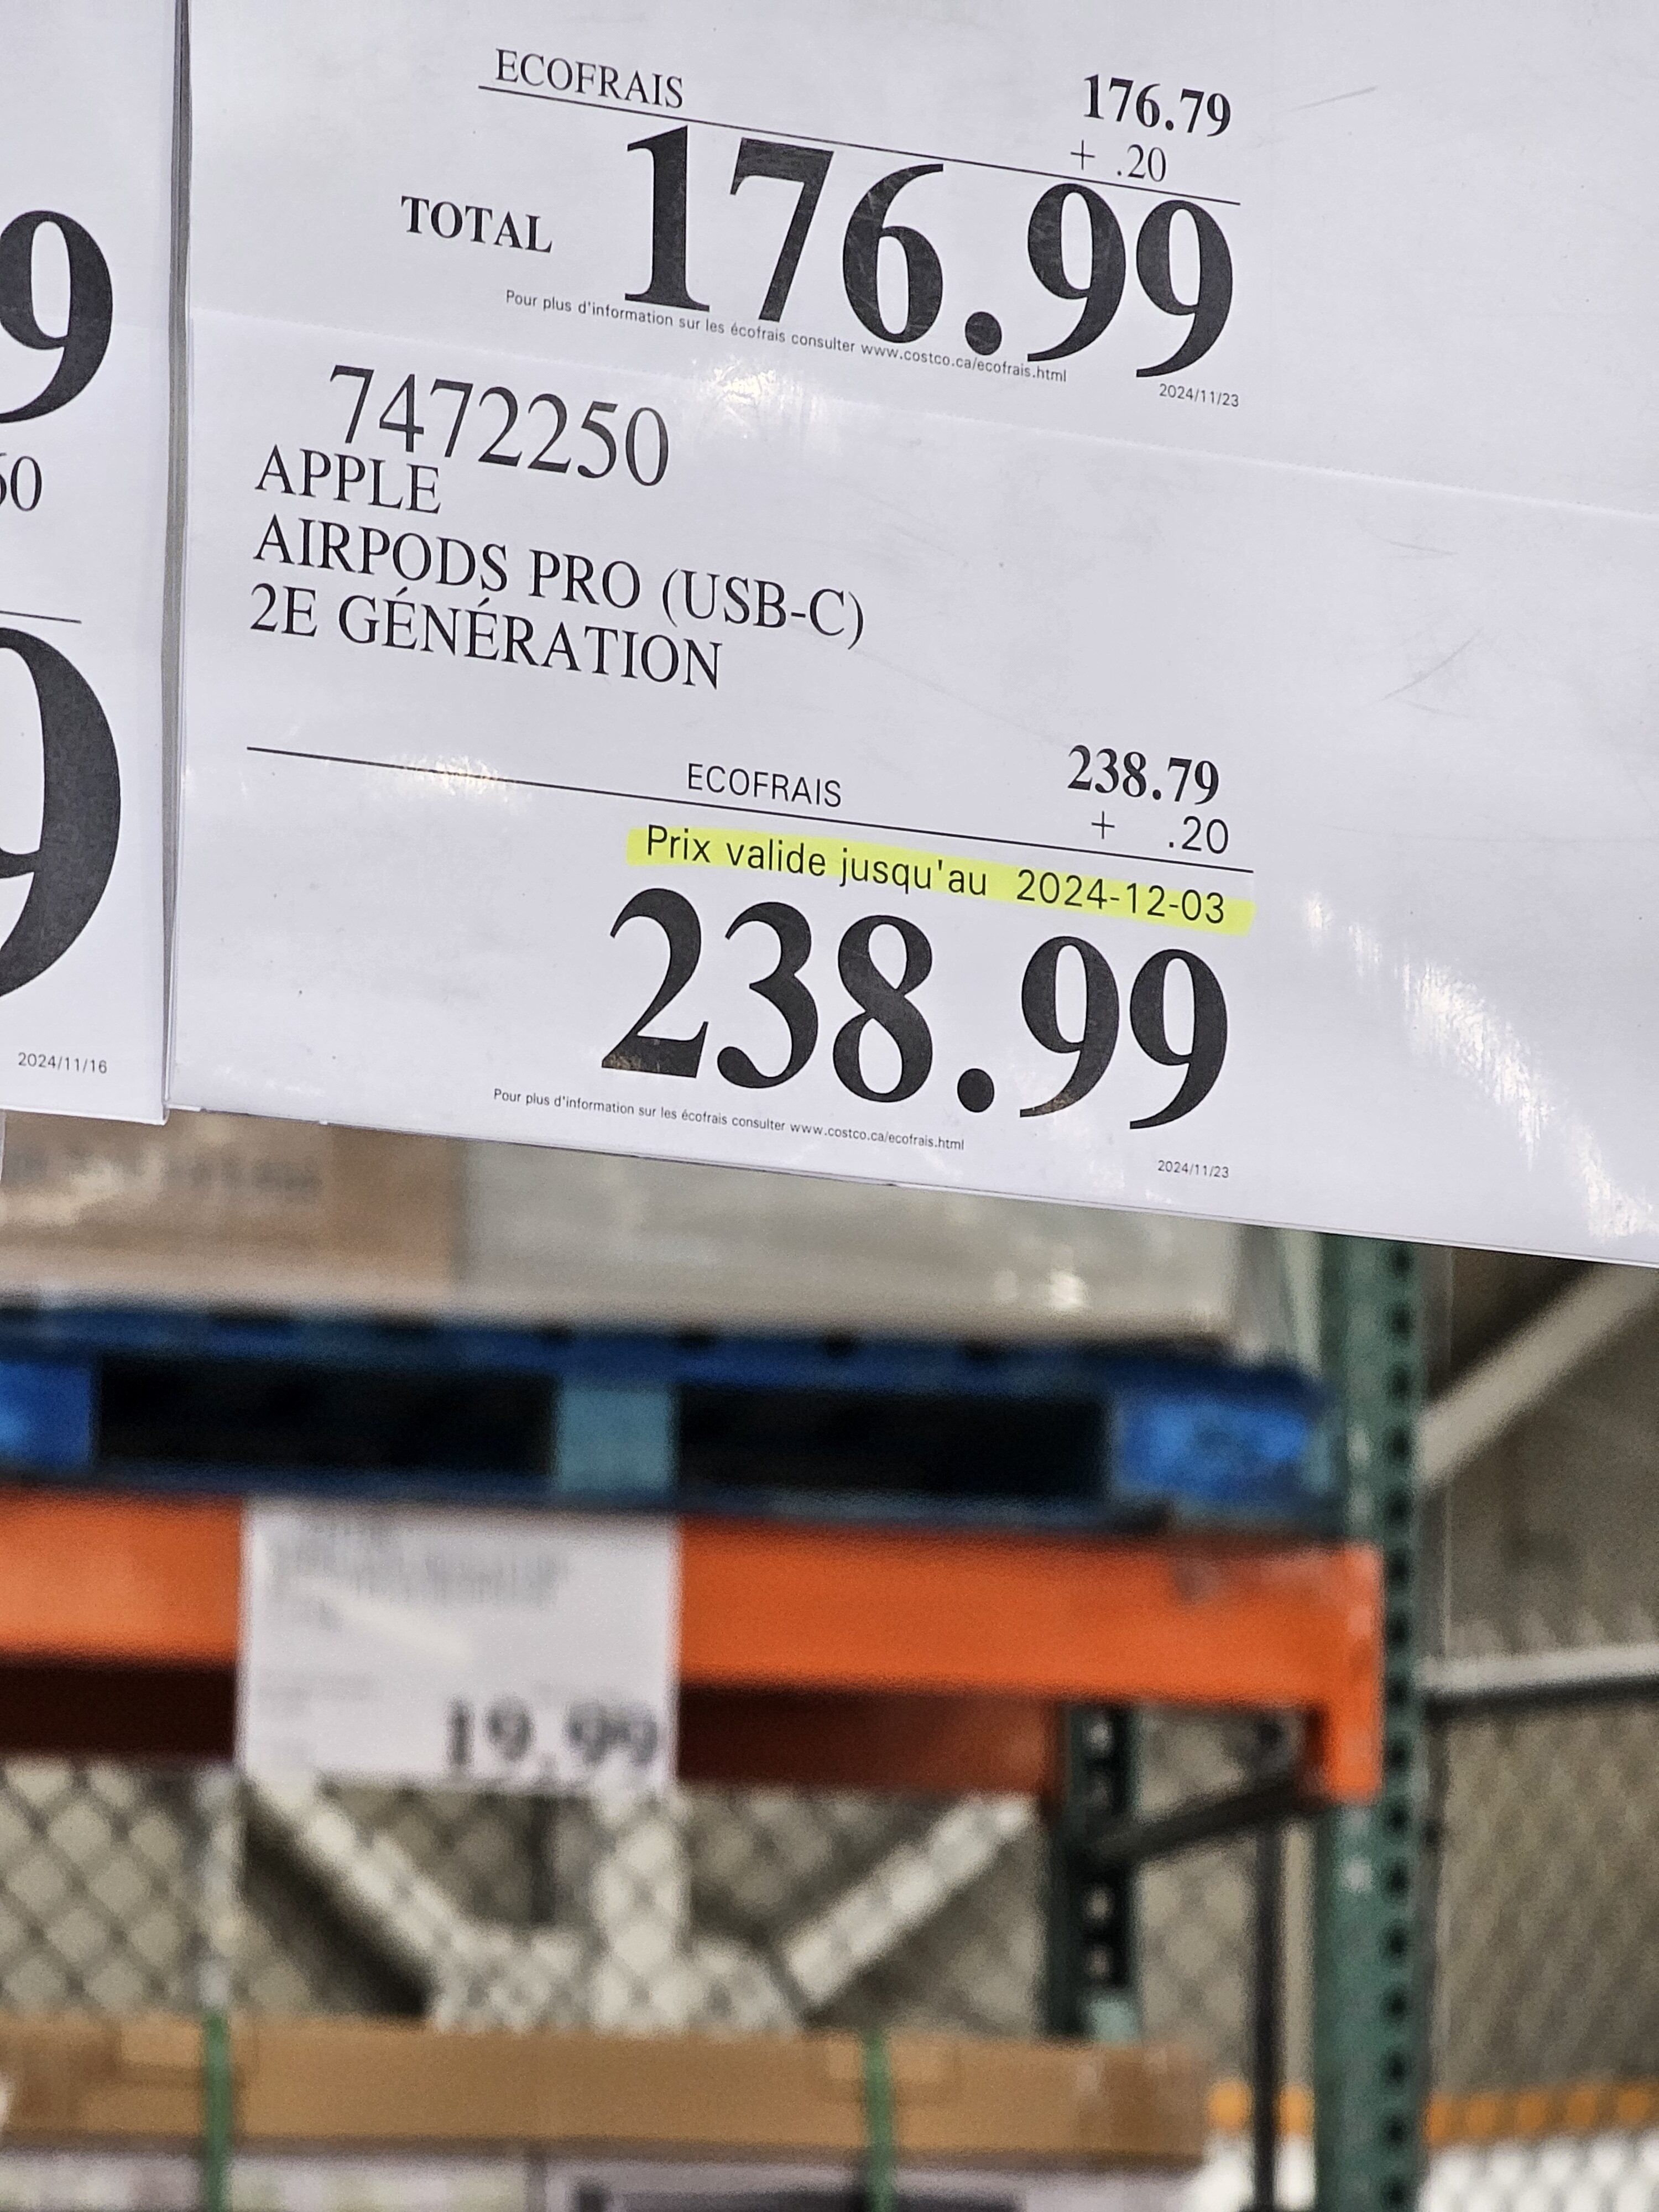 9
60
9
2024/11/16
ECOFRAIS 176.79
+ .20
TOTAL 176.99
Pour plus d'information sur les écofrais consulter www.costco.ca/ecofrais.html
2024/11/23
7472250
APPLE
AIRPODS PRO (USB-C)
2E GÉNÉRATION
238.79
ECOFRAIS + .20
Prix valide jusqu'au 2024-12-03
238.99
Pour plus d'information sur les écofrais consulter www.costco.ca/ecofrais.html
2024/11/23
19.99